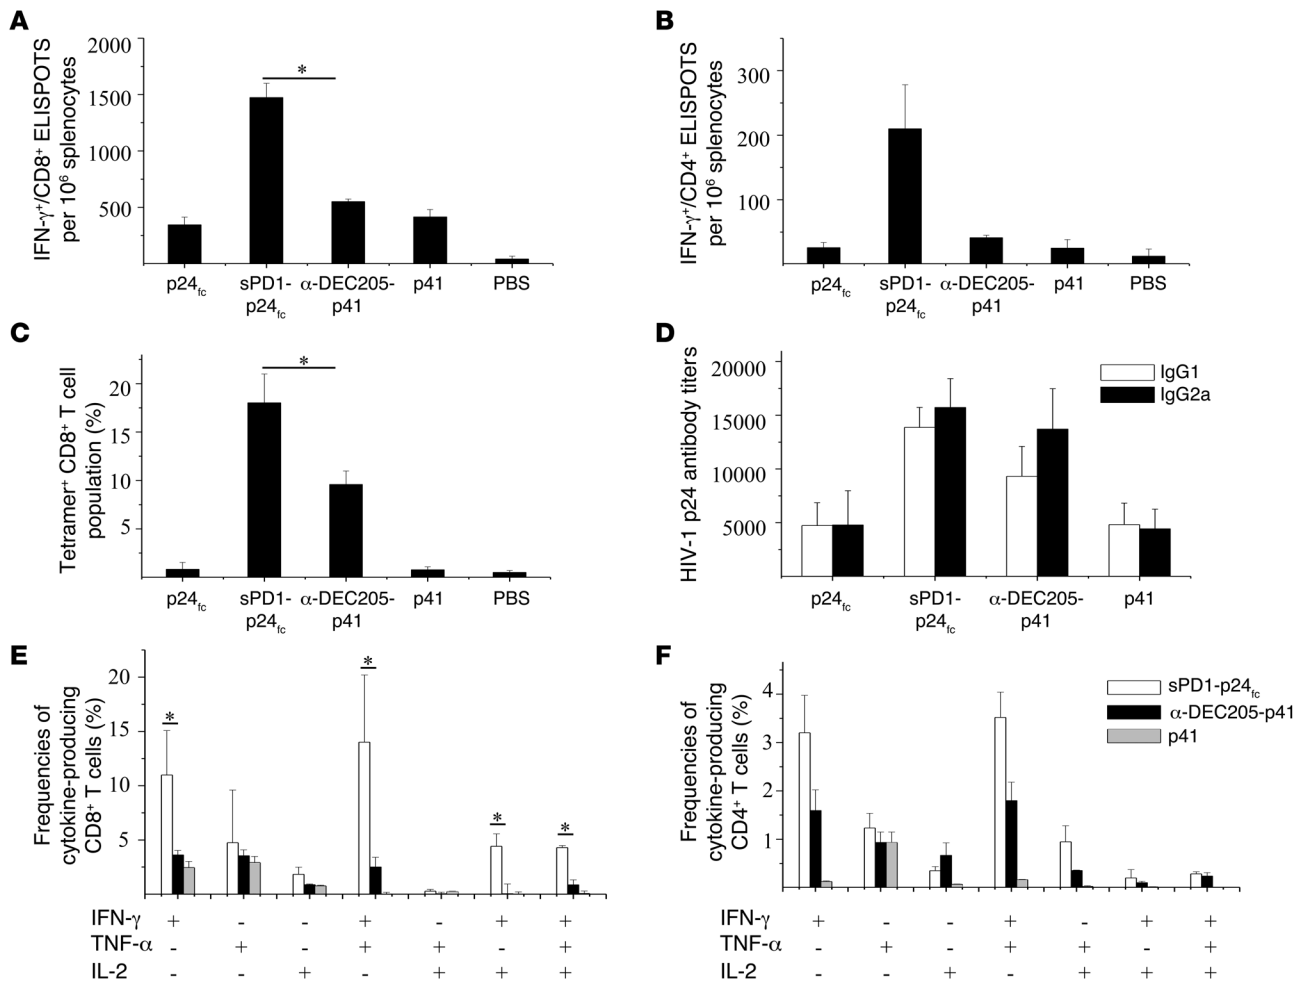 A
IFN-γ⁺/CD8⁺ ELISPOTS
per 10⁶ splenocytes
2000
1500
1000
500
*
p24fc
sPD1-
p24fc
α-DEC205-
p41
p41
PBS
B
IFN-γ⁺/CD4⁺ ELISPOTS
per 10⁶ splenocytes
300
200
100
p24fc
sPD1-
p24fc
α-DEC205-
p41
p41
PBS
C
Tetramer⁺ CD8⁺ T cell
population (%)
20
15
10
5
*
p24fc
sPD1-
p24fc
α-DEC205-
p41
p41
PBS
D
HIV-1 p24 antibody titers
20000
15000
10000
5000
IgG1
IgG2a
p24fc
sPD1-
p24fc
α-DEC205-
p41
p41
E
Frequencies of
cytokine-producing
CD8⁺ T cells (%)
20
15
10
5
*
*
*
*
IFN-γ + - - + - + +
TNF-α - + - + + - +
IL-2 - - + - + + +
F
Frequencies of
cytokine-producing
CD4⁺ T cells (%)
4
3
2
1
sPD1-p24fc
α-DEC205-p41
p41
IFN-γ + - - + - + +
TNF-α - + - + + - +
IL-2 - - + - + + +